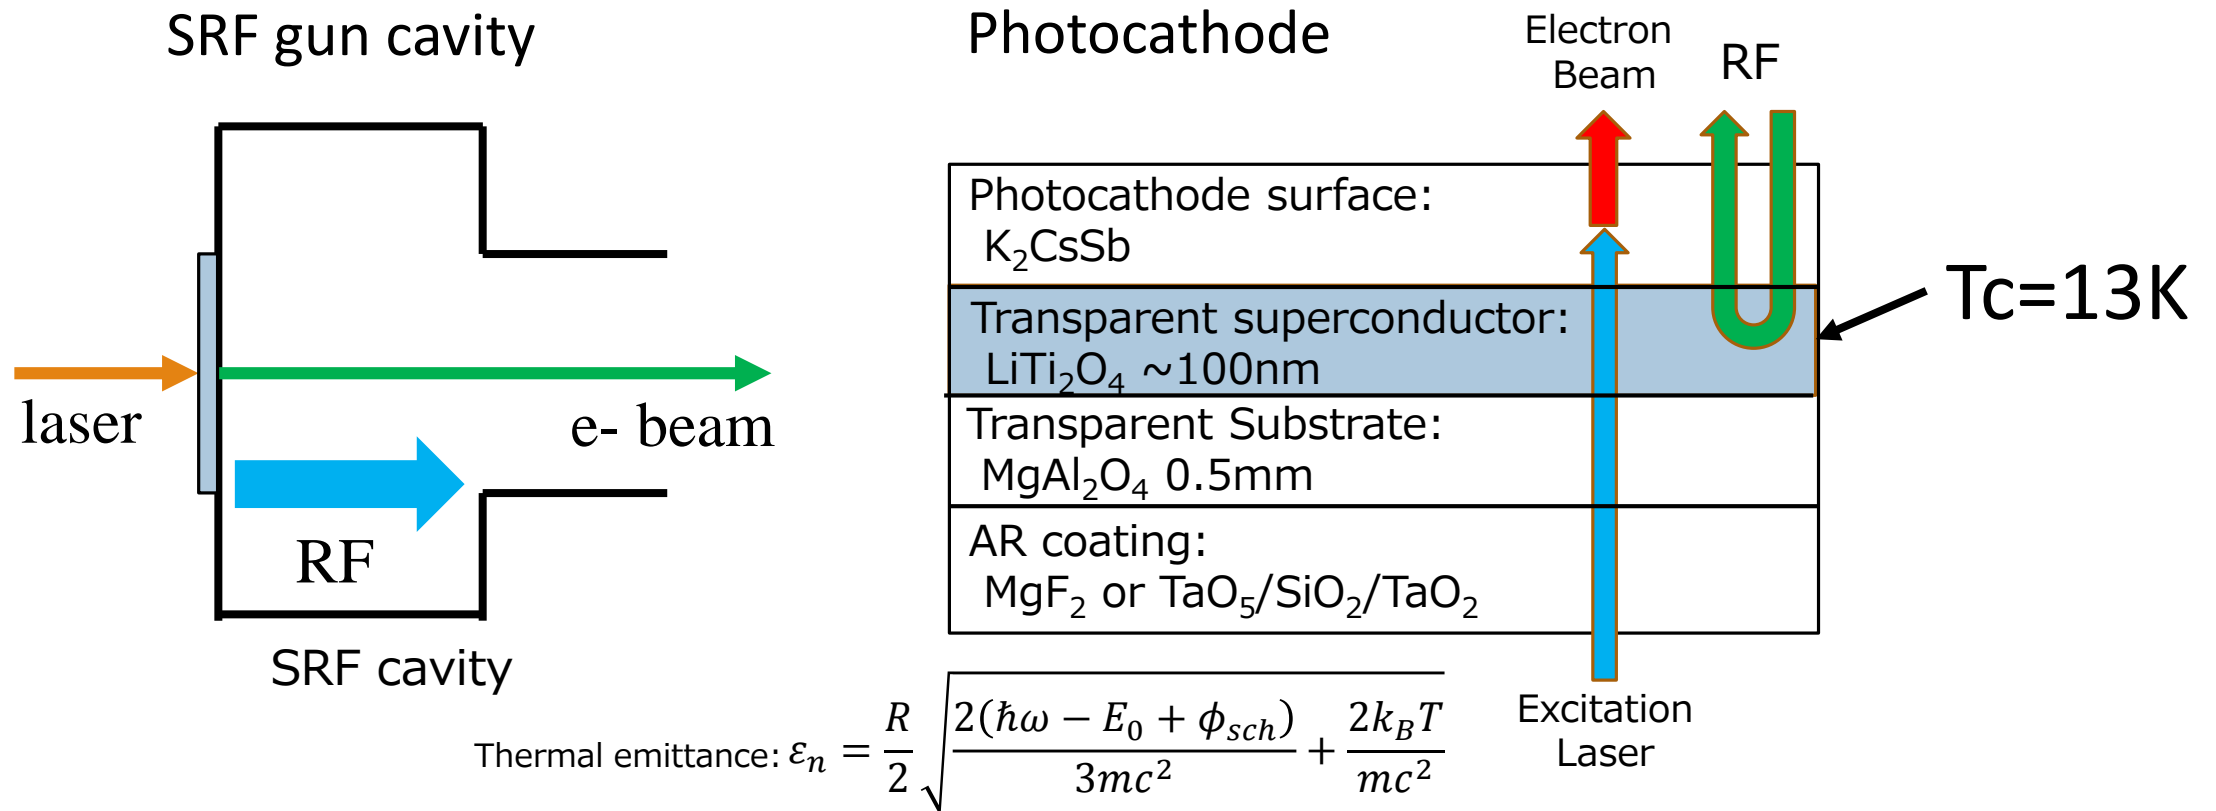 SRF gun cavity
laser
e- beam
RF
SRF cavity
Photocathode
Electron
Beam
RF
Photocathode surface:
K₂CsSb
Transparent superconductor:
LiTi₂O₄ ~100nm
Tc=13K
Transparent Substrate:
MgAl₂O₄ 0.5mm
AR coating:
MgF₂ or TaO₅/SiO₂/TaO₂
Excitation
Laser
Thermal emittance: εₙ = R/2 √(2(ħω − E₀ + ϕ_sch)/3mc² + 2k_BT/mc²)